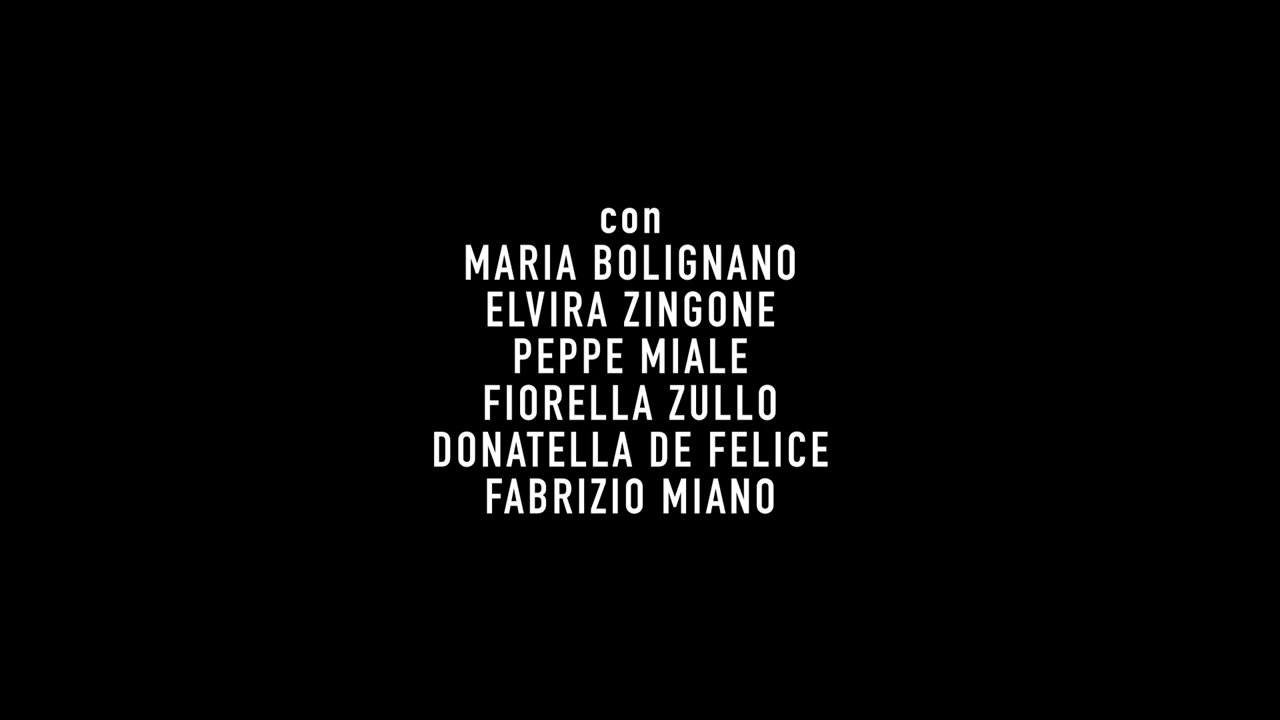 con
MARIA BOLIGNANO
ELVIRA ZINGONE
PEPPE MIALE
FIORELLA ZULLO
DONATELLA DE FELICE
FABRIZIO MIANO